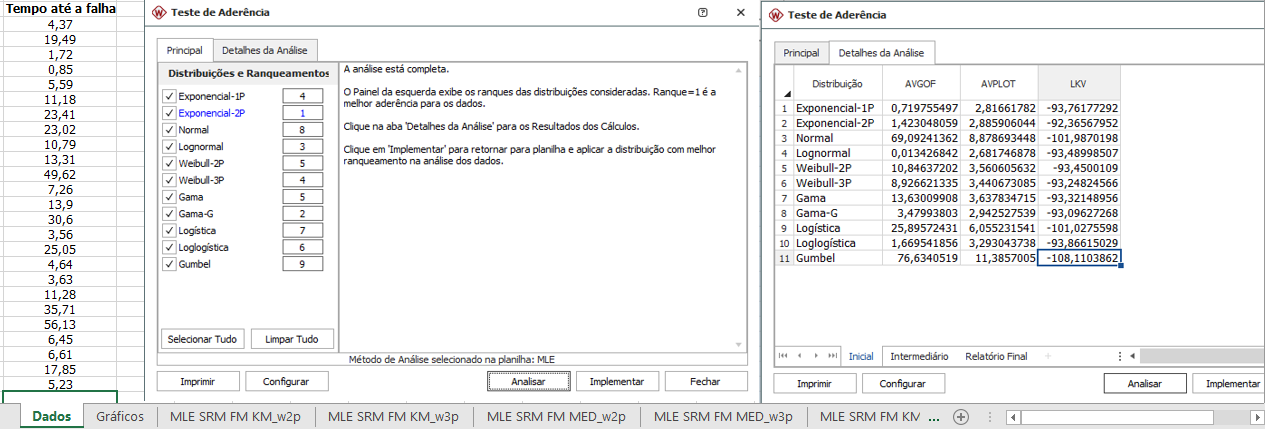 Tempo até a falha
4,37
19,49
1,72
0,85
5,59
11,18
23,41
23,02
10,79
13,31
49,62
7,26
13,9
30,6
3,56
25,05
4,64
3,63
11,28
35,71
56,13
6,45
6,61
17,85
5,23
Teste de Aderência
Principal Detalhes da Análise
Distribuições e Ranqueamentos
Exponencial-1P 4
Exponencial-2P 1
Normal 8
Lognormal 3
Weibull-2P 5
Weibull-3P 4
Gama 5
Gama-G 2
Logística 7
Loglogística 6
Gumbel 9
Selecionar Tudo Limpar Tudo
A análise está completa.
O Painel da esquerda exibe os ranques das distribuições consideradas. Ranque=1 é a
melhor aderência para os dados.
Clique na aba 'Detalhes da Análise' para os Resultados dos Cálculos.
Clique em 'Implementar' para retornar para planilha e aplicar a distribuição com melhor
ranqueamento na análise dos dados.
Método de Análise selecionado na planilha: MLE
Imprimir Configurar Analisar Implementar Fechar
Teste de Aderência
Principal Detalhes da Análise
Distribuição AVGOF AVPLOT LKV
1 Exponencial-1P 0,719755497 2,81661782 -93,76177292
2 Exponencial-2P 1,423048059 2,885906044 -92,36567952
3 Normal 69,09241362 8,878693448 -101,9870198
4 Lognormal 0,013426842 2,681746878 -93,48998507
5 Weibull-2P 10,84637202 3,560605632 -93,4500109
6 Weibull-3P 8,926621335 3,440673085 -93,24824566
7 Gama 13,63009908 3,637834715 -93,32148956
8 Gama-G 3,47993803 2,942527539 -93,09627268
9 Logística 25,89572431 6,055231541 -101,0275598
10 Loglogística 1,669541856 3,293043738 -93,86615029
11 Gumbel 76,6340519 11,3857005 -108,1103862
Inicial Intermediário Relatório Final
Imprimir Configurar Analisar Implementar
Dados Gráficos MLE SRM FM KM_w2p MLE SRM FM KM_w3p MLE SRM FM MED_w2p MLE SRM FM MED_w3p MLE SRM FM KM ...